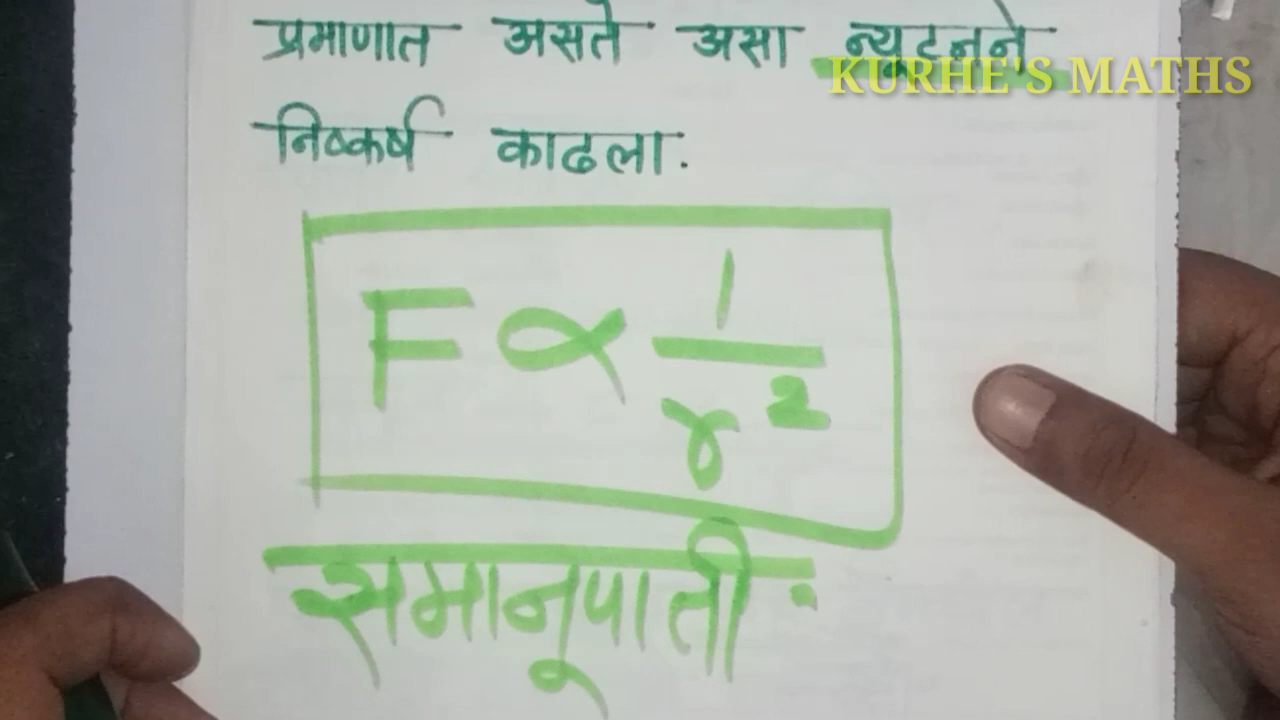 प्रमाणात असते असा न्यूटनने
KURHE'S MATHS
निष्कर्ष काढला.
F ∝ 1/r²
समानुपाती.